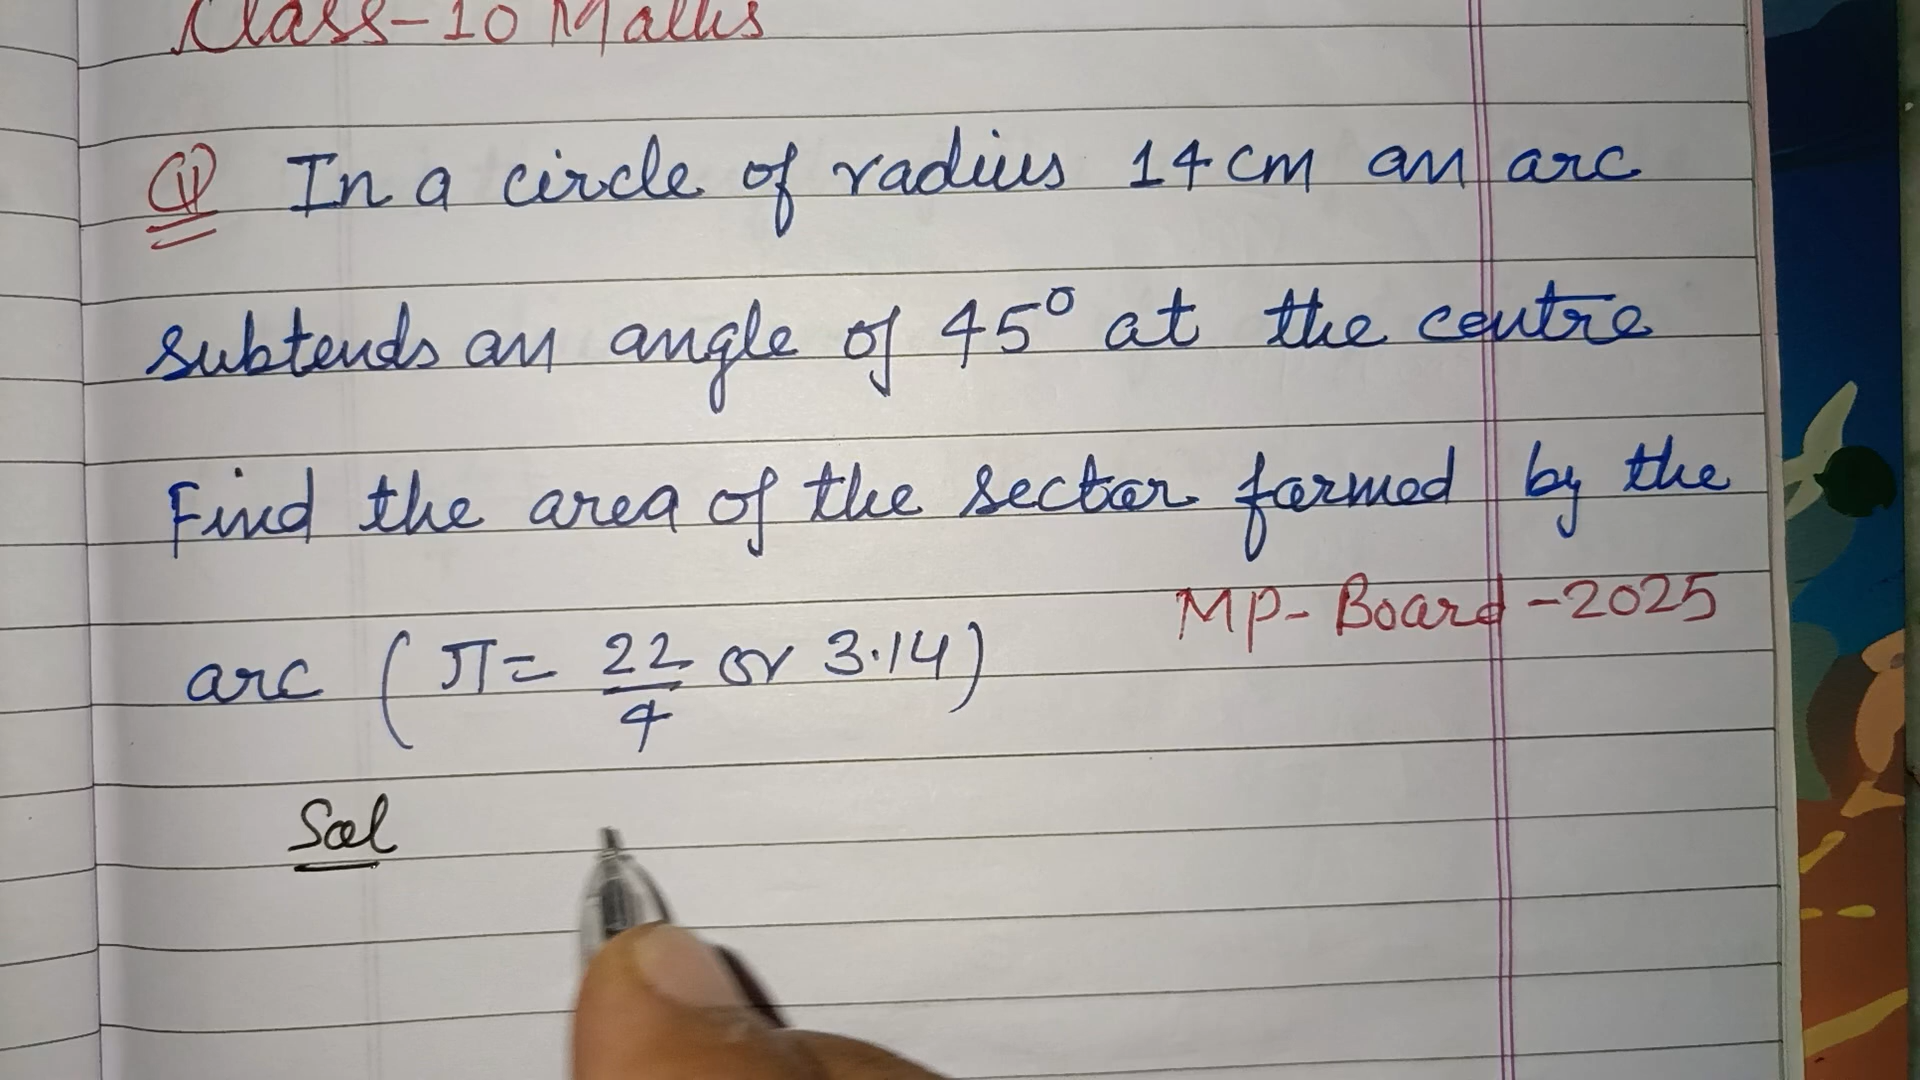 Class-10 Maths
Q In a circle of radius 14 cm an arc
subtends an angle of 45° at the centre
Find the area of the sector formed by the
MP-Board-2025
arc (π = 22/4 or 3.14)
Sol